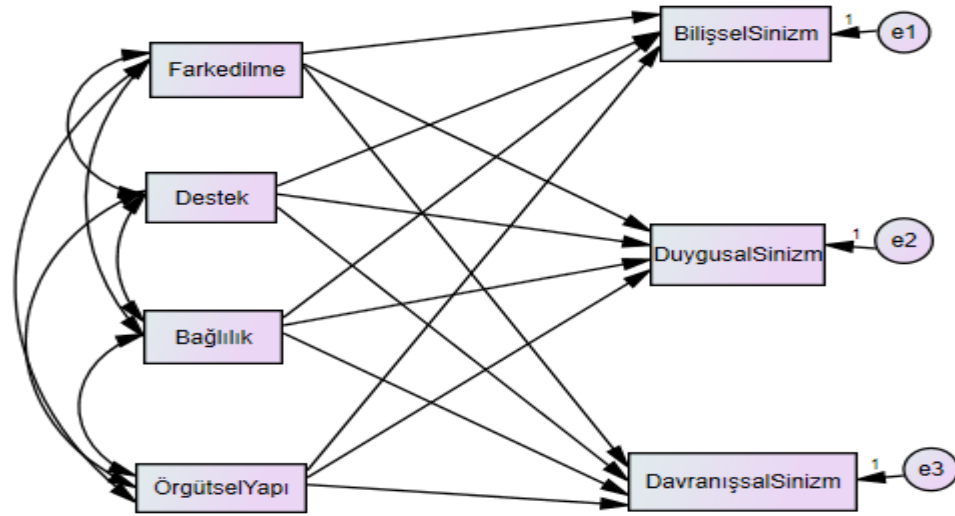 Farkedilme
Destek
Bağlılık
ÖrgütselYapı
BilişselSinizm
1
e1
DuygusalSinizm
1
e2
DavranışsalSinizm
1
e3